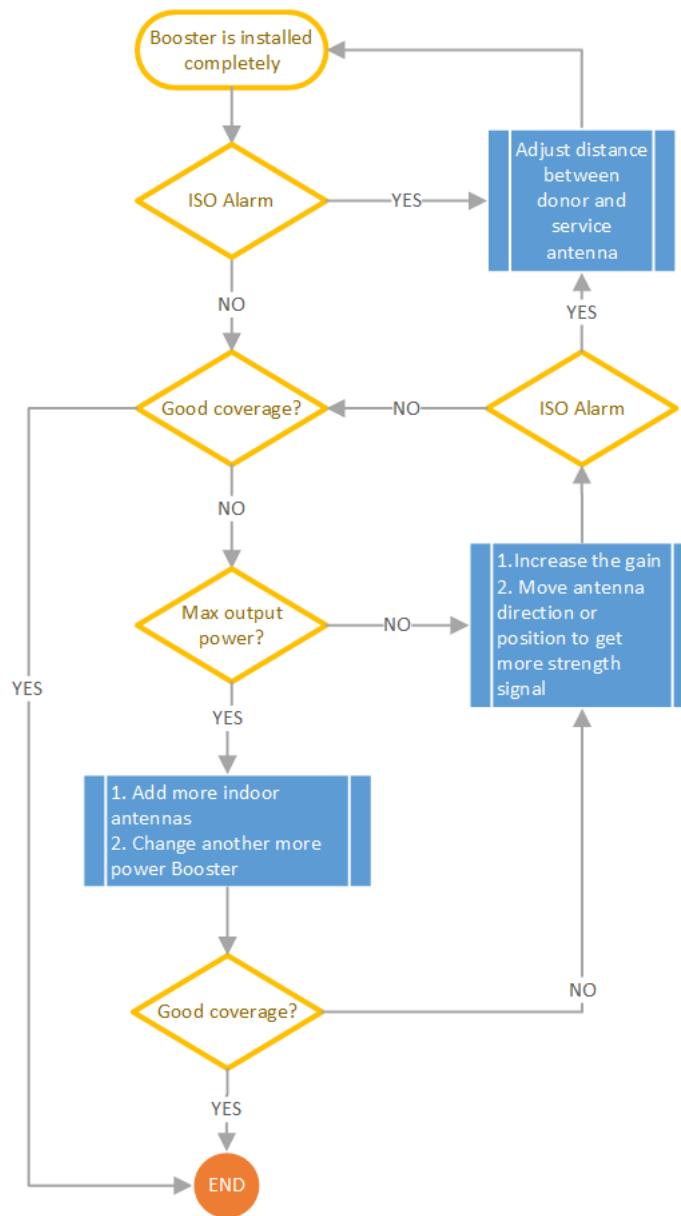 Booster is installed
completely
Adjust distance
between
donor and
service
antenna
ISO Alarm
YES
NO
YES
Good coverage?
NO
ISO Alarm
NO
1.Increase the gain
2. Move antenna
direction or
position to get
more strength
signal
Max output
power?
NO
YES
YES
1. Add more indoor
antennas
2. Change another more
power Booster
NO
Good coverage?
YES
END